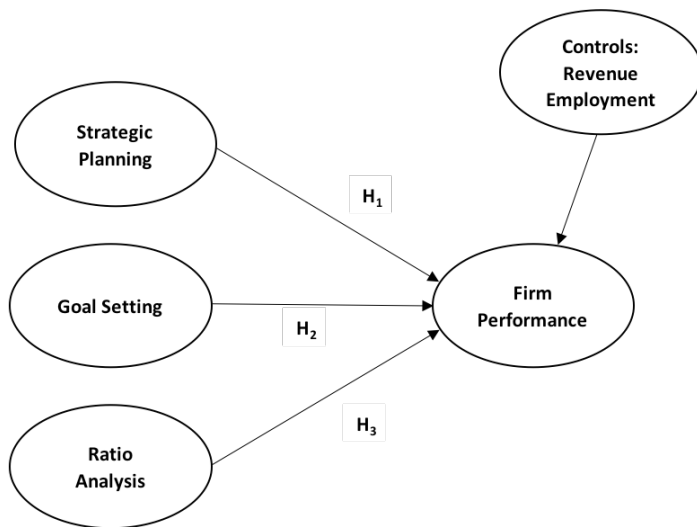 Controls:
Revenue
Employment
Strategic
Planning
H₁
Goal Setting
H₂
Firm
Performance
Ratio
Analysis
H₃